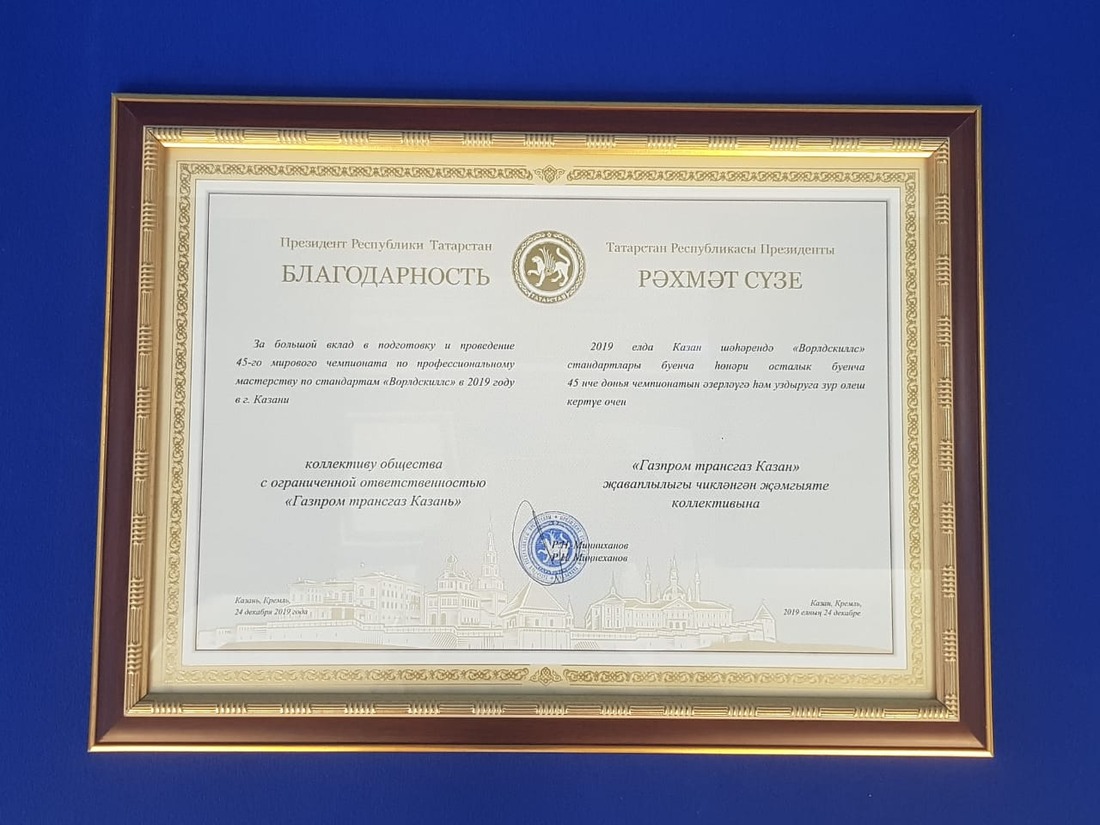 Президент Республики Татарстан
БЛАГОДАРНОСТЬ
За большой вклад в подготовку и проведение
45-го мирового чемпионата по профессиональному
мастерству по стандартам «Ворлдскиллс» в 2019 году
в г. Казани
коллективу общества
с ограниченной ответственностью
«Газпром трансгаз Казань»
Казань, Кремль,
24 декабря 2019 года
ТАТАРСТАН
Татарстан Республикасы Президенты
РӘХМӘТ СҮЗЕ
2019 елда Казан шәһәрендә «Ворлдскиллс»
стандартлары буенча һөнәри осталык буенча
45 нче дөнья чемпионатын әзерләүгә һәм уздыруга зур өлеш
керткән өчен
«Газпром трансгаз Казан»
җаваплылыгы чикләнгән җәмгыяте
коллективына
Р.Н. Минниханов
Р.Н. Миңнеханов
Казан, Кремль,
2019 елның 24 декабре